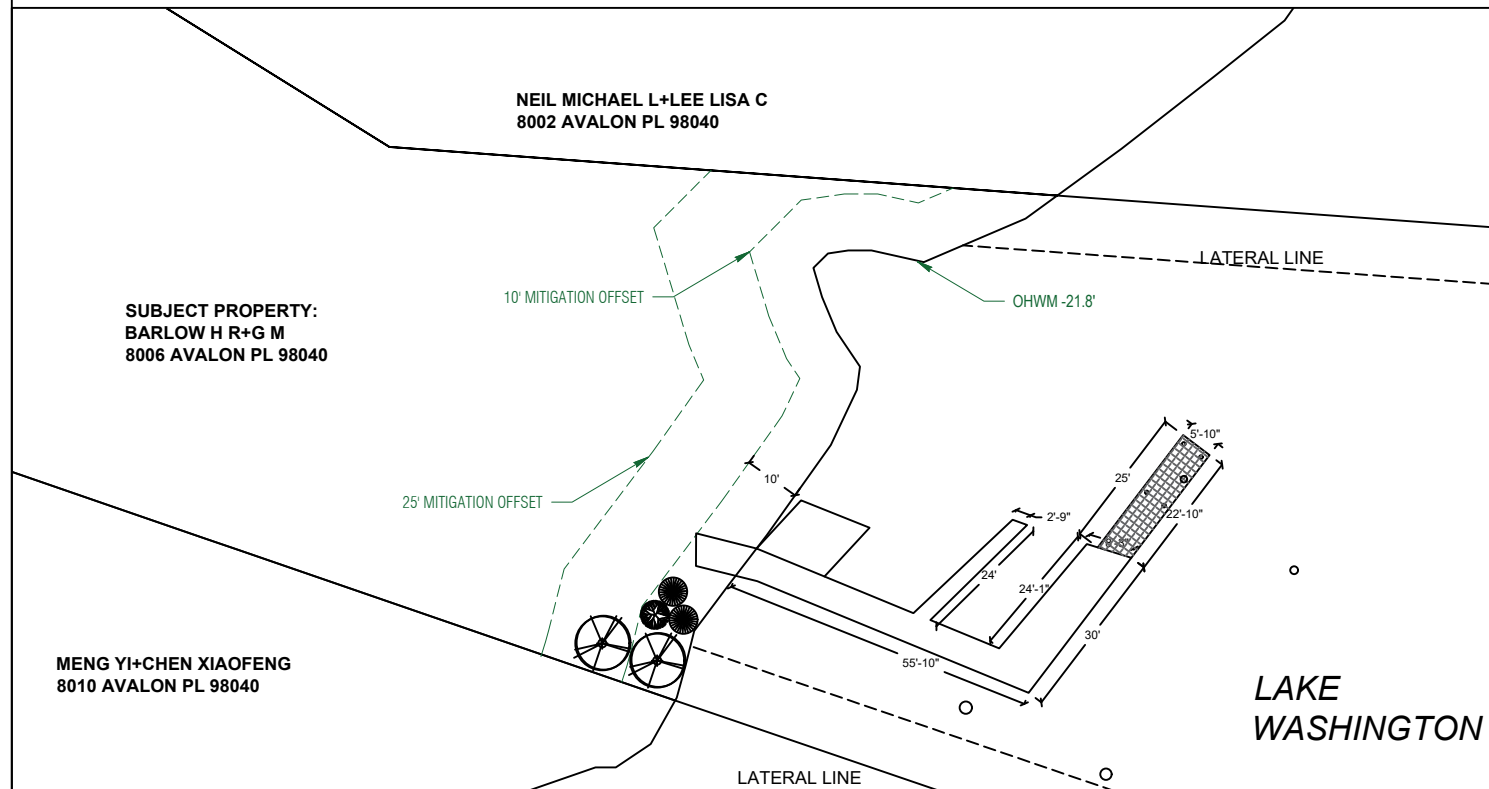 NEIL MICHAEL L+LEE LISA C
8002 AVALON PL 98040
LATERAL LINE
10' MITIGATION OFFSET
OHWM -21.8'
SUBJECT PROPERTY:
BARLOW H R+G M
8006 AVALON PL 98040
5'-10"
25'
10'
25' MITIGATION OFFSET
2'-9"
22'-10"
24'
24'-1"
30'
55'-10"
MENG YI+CHEN XIAOFENG
8010 AVALON PL 98040
LAKE
WASHINGTON
LATERAL LINE